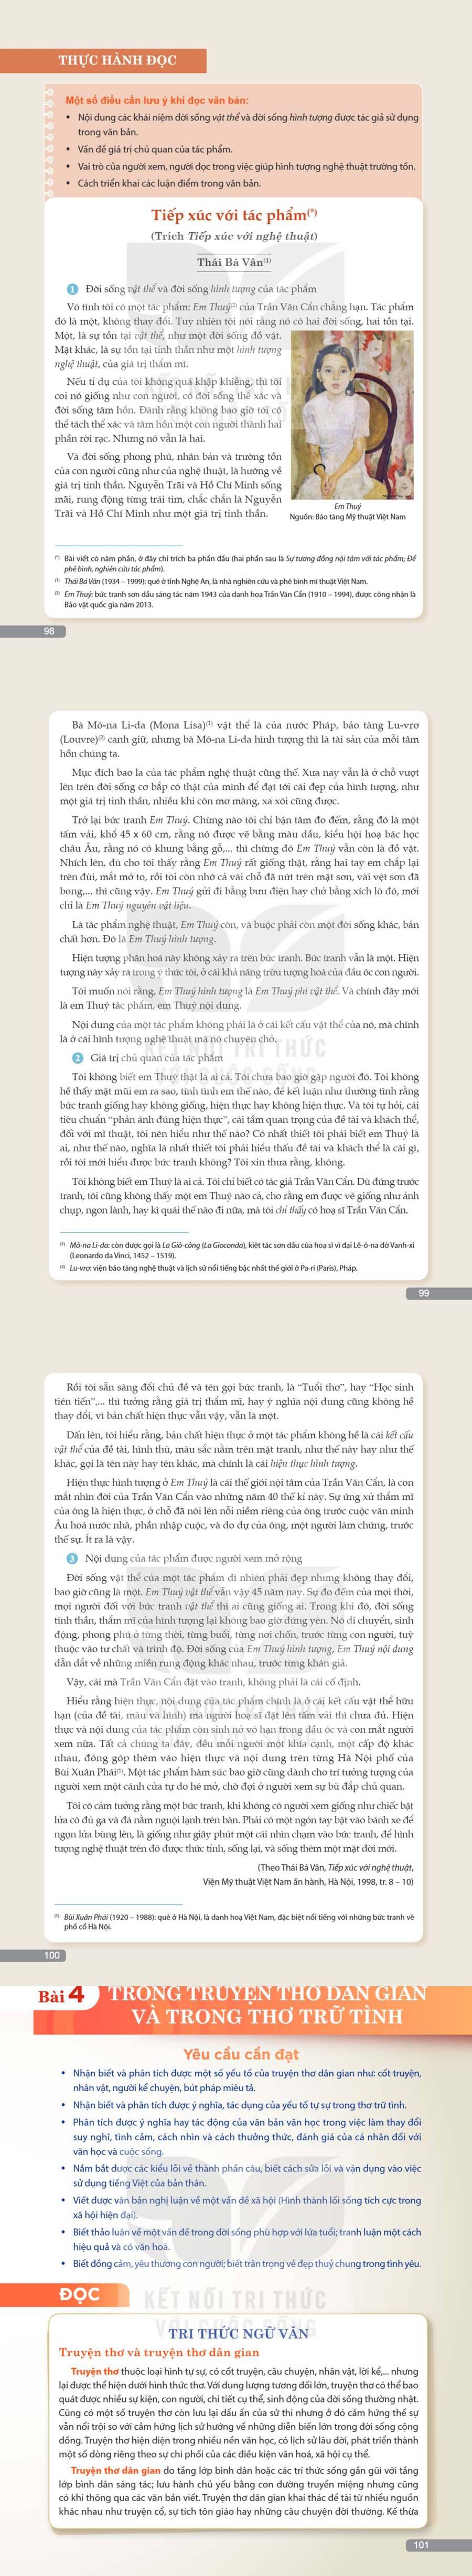 THỰC HÀNH ĐỌC
Một số điều cần lưu ý khi đọc văn bản:
• Nội dung các khái niệm đời sống vật thể và đời sống hình tượng được tác giả sử dụng
trong văn bản.
• Vấn đề giá trị chủ quan của tác phẩm.
• Vai trò của người xem, người đọc trong việc giúp hình tượng nghệ thuật trường tồn.
• Cách triển khai các luận điểm trong văn bản.
Tiếp xúc với tác phẩm(*)
(Trích Tiếp xúc với nghệ thuật)
Thái Bá Vân(1)
1 Đời sống vật thể và đời sống hình tượng của tác phẩm
Vô tình tôi có một tác phẩm: Em Thuý(2) của Trần Văn Cẩn chẳng hạn. Tác phẩm
đó là một, không thay đổi. Tuy nhiên tôi nói rằng nó có hai đời sống, hai tồn tại.
Một, là sự tồn tại vật thể, như một đời sống đồ vật.
Mặt khác, là sự tồn tại tinh thần như một hình tượng
nghệ thuật, của giá trị thẩm mĩ.
Nếu tỉ dụ của tôi không quá khập khiễng, thì tôi
coi nó giống như con người, có đời sống thể xác và
đời sống tâm hồn. Đành rằng không bao giờ tôi có
thể tách thể xác và tâm hồn một con người thành hai
phần rời rạc. Nhưng nó vẫn là hai.
Và đời sống phong phú, nhân bản và trường tồn
của con người cũng như của nghệ thuật, là hướng về
giá trị tinh thần. Nguyễn Trãi và Hồ Chí Minh sống
mãi, rung động từng trái tim, chắc chắn là Nguyễn
Trãi và Hồ Chí Minh như một giá trị tinh thần.
Em Thuý
Nguồn: Bảo tàng Mỹ thuật Việt Nam
(*) Bài viết có năm phần, ở đây chỉ trích ba phần đầu (hai phần sau là Sự tương đồng nội tâm với tác phẩm; Để
phê bình, nghiên cứu tác phẩm).
(1) Thái Bá Vân (1934 – 1999): quê ở tỉnh Nghệ An, là nhà nghiên cứu và phê bình mĩ thuật Việt Nam.
(2) Em Thuý: bức tranh sơn dầu sáng tác năm 1943 của danh hoạ Trần Văn Cẩn (1910 – 1994), được công nhận là
Bảo vật quốc gia năm 2013.
98
Bà Mô-na Li-da (Mona Lisa)(1) vật thể là của nước Pháp, bảo tàng Lu-vrơ
(Louvre)(2) canh giữ, nhưng bà Mô-na Li-da hình tượng thì là tài sản của mỗi tâm
hồn chúng ta.
Mục đích bao la của tác phẩm nghệ thuật cũng thế. Xưa nay vẫn là ở chỗ vượt
lên trên đời sống cơ bắp có thật của mình để đạt tới cái đẹp của hình tượng, như
một giá trị tinh thần, nhiều khi còn mơ màng, xa xôi cũng được.
Trở lại bức tranh Em Thuý. Chừng nào tôi chỉ bận tâm đo đếm, rằng đó là một
tấm vải, khổ 45 x 60 cm, rằng nó được vẽ bằng màu dầu, kiểu hội hoạ bác học
châu Âu, rằng nó có khung bằng gỗ,... thì chừng đó Em Thuý vẫn còn là đồ vật.
Nhích lên, dù cho tôi thấy rằng Em Thuý rất giống thật, rằng hai tay em chắp lại
trên đùi, mắt mở to, rồi tôi còn nhớ cả vài chỗ đã nứt trên mặt sơn, vài vệt sơn đã
bong,... thì cũng vậy. Em Thuý gửi đi bằng bưu điện hay chở bằng xích lô đó, mới
chỉ là Em Thuý nguyên vật liệu.
Là tác phẩm nghệ thuật, Em Thuý còn, và buộc phải còn một đời sống khác, bản
chất hơn. Đó là Em Thuý hình tượng.
Hiện tượng phân hoá này không xảy ra trên bức tranh. Bức tranh vẫn là một. Hiện
tượng này xảy ra trong ý thức tôi, ở cái khả năng trừu tượng hoá của đầu óc con người.
Tôi muốn nói rằng, Em Thuý hình tượng là Em Thuý phi vật thể. Và chính đây mới
là em Thuý tác phẩm, em Thuý nội dung.
Nội dung của một tác phẩm không phải là ở cái kết cấu vật thể của nó, mà chính
là ở cái hình tượng nghệ thuật mà nó chuyên chở.
2 Giá trị chủ quan của tác phẩm
Tôi không biết em Thuý thật là ai cả. Tôi chưa bao giờ gặp người đó. Tôi không
hề thấy mặt mũi em ra sao, tính tình em thế nào, để kết luận như thường tình rằng
bức tranh giống hay không giống, hiện thực hay không hiện thực. Và tôi tự hỏi, cái
tiêu chuẩn “phản ánh đúng hiện thực”, cái tầm quan trọng của đề tài và khách thể,
đối với mĩ thuật, tôi nên hiểu như thế nào? Có nhất thiết tôi phải biết em Thuý là
ai, như thế nào, nghĩa là nhất thiết tôi phải hiểu thấu đề tài và khách thể là cái gì,
rồi tôi mới hiểu được bức tranh không? Tôi xin thưa rằng, không.
Tôi không biết em Thuý là ai cả. Tôi chỉ biết có tác giả Trần Văn Cẩn. Dù đứng trước
tranh, tôi cũng không thấy một em Thuý nào cả, cho rằng em được vẽ giống như ảnh
chụp, ngon lành, hay kì quái thế nào đi nữa, mà tôi chỉ thấy có hoạ sĩ Trần Văn Cẩn.
(1) Mô-na Li-da: còn được gọi là La Giô-công (La Gioconda), kiệt tác sơn dầu của hoạ sĩ vĩ đại Lê-ô-na đờ Vanh-xi
(Leonardo da Vinci, 1452 – 1519).
(2) Lu-vrơ: viện bảo tàng nghệ thuật và lịch sử nổi tiếng bậc nhất thế giới ở Pa-ri (Paris), Pháp.
99
Rồi tôi sẵn sàng đổi chủ đề và tên gọi bức tranh, là “Tuổi thơ”, hay “Học sinh
tiên tiến”,... thì tưởng rằng giá trị thẩm mĩ, hay ý nghĩa nội dung cũng không hề
thay đổi, vì bản chất hiện thực vẫn vậy, vẫn là một.
Dấn lên, tôi hiểu rằng, bản chất hiện thực ở một tác phẩm không hề là cái kết cấu
vật thể của đề tài, hình thù, màu sắc nằm trên mặt tranh, như thế này hay như thế
khác, gọi là tên này hay tên khác, mà chính là cái hiện thực hình tượng.
Hiện thực hình tượng ở Em Thuý là cái thế giới nội tâm của Trần Văn Cẩn, là con
mắt nhìn đời của Trần Văn Cẩn vào những năm 40 thế kỉ này. Sự ứng xử thẩm mĩ
của ông là hiện thực, ở chỗ đã nói lên nỗi niềm riêng của ông trước cuộc văn minh
Âu hoá nước nhà, phần nhập cuộc, và do dự của ông, một người làm chứng, trước
thế sự. Ít ra là vậy.
3 Nội dung của tác phẩm được người xem mở rộng
Đời sống vật thể của một tác phẩm dĩ nhiên phải đẹp nhưng không thay đổi,
bao giờ cũng là một. Em Thuý vật thể vẫn vậy 45 năm nay. Sự đo đếm của mọi thời,
mọi người đối với bức tranh vật thể thì ai cũng giống ai. Trong khi đó, đời sống
tinh thần, thẩm mĩ của hình tượng lại không bao giờ đứng yên. Nó di chuyển, sinh
động, phong phú ở từng thời, từng buổi, từng nơi chốn, trước từng con người, tuỳ
thuộc vào tư chất và trình độ. Đời sống của Em Thuý hình tượng, Em Thuý nội dung
dẫn dắt về những miền rung động khác nhau, trước từng khán giả.
Vậy, cái mà Trần Văn Cẩn đặt vào tranh, không phải là cái cố định.
Hiểu rằng hiện thực, nội dung của tác phẩm chính là ở cái kết cấu vật thể hữu
hạn (của đề tài, màu và hình) mà người hoạ sĩ đặt lên tấm vải thì chưa đủ. Hiện
thực và nội dung của tác phẩm còn sinh nở vô hạn trong đầu óc và con mắt người
xem nữa. Tất cả chúng ta đây, đều mỗi người một khía cạnh, một cấp độ khác
nhau, đóng góp thêm vào hiện thực và nội dung trên từng Hà Nội phố của
Bùi Xuân Phái(1). Một tác phẩm hàm súc bao giờ cũng dành cho trí tưởng tượng của
người xem một cánh cửa tự do hé mở, chờ đợi ở người xem sự bù đắp chủ quan.
Tôi có cảm tưởng rằng một bức tranh, khi không có người xem giống như chiếc bật
lửa có đủ ga và đá nằm nguội lạnh trên bàn. Phải có một ngón tay bật vào bánh xe để
ngọn lửa bùng lên, là giống như giây phút một cái nhìn chạm vào bức tranh, để hình
tượng nghệ thuật trên đó được thức tỉnh, sống lại, và sống thêm một mặt đời mới.
(Theo Thái Bá Vân, Tiếp xúc với nghệ thuật,
Viện Mỹ thuật Việt Nam ấn hành, Hà Nội, 1998, tr. 8 – 10)
(1) Bùi Xuân Phái (1920 – 1988): quê ở Hà Nội, là danh hoạ Việt Nam, đặc biệt nổi tiếng với những bức tranh về
phố cổ Hà Nội.
100
Bài 4 TRONG TRUYỆN THƠ DÂN GIAN
VÀ TRONG THƠ TRỮ TÌNH
Yêu cầu cần đạt
• Nhận biết và phân tích được một số yếu tố của truyện thơ dân gian như: cốt truyện,
nhân vật, người kể chuyện, bút pháp miêu tả.
• Nhận biết và phân tích được ý nghĩa, tác dụng của yếu tố tự sự trong thơ trữ tình.
• Phân tích được ý nghĩa hay tác động của văn bản văn học trong việc làm thay đổi
suy nghĩ, tình cảm, cách nhìn và cách thưởng thức, đánh giá của cá nhân đối với
văn học và cuộc sống.
• Nắm bắt được các kiểu lỗi về thành phần câu, biết cách sửa lỗi và vận dụng vào việc
sử dụng tiếng Việt của bản thân.
• Viết được văn bản nghị luận về một vấn đề xã hội (Hình thành lối sống tích cực trong
xã hội hiện đại).
• Biết thảo luận về một vấn đề trong đời sống phù hợp với lứa tuổi; tranh luận một cách
hiệu quả và có văn hoá.
• Biết đồng cảm, yêu thương con người; biết trân trọng vẻ đẹp thuỷ chung trong tình yêu.
ĐỌC
KẾT NỐI TRI THỨC
VỚI CUỘC SỐNG
TRI THỨC NGỮ VĂN
Truyện thơ và truyện thơ dân gian
Truyện thơ thuộc loại hình tự sự, có cốt truyện, câu chuyện, nhân vật, lời kể,... nhưng
lại được thể hiện dưới hình thức thơ. Với dung lượng tương đối lớn, truyện thơ có thể bao
quát được nhiều sự kiện, con người, chi tiết cụ thể, sinh động của đời sống thường nhật.
Cũng có một số truyện thơ còn lưu lại dấu ấn của sử thi nhưng ở đó cảm hứng thế sự
vẫn nổi trội so với cảm hứng lịch sử hướng về những diễn biến lớn trong đời sống cộng
đồng. Truyện thơ hiện diện trong nhiều nền văn học, có lịch sử lâu đời, phát triển thành
một số dòng riêng theo sự chi phối của các điều kiện văn hoá, xã hội cụ thể.
Truyện thơ dân gian do tầng lớp bình dân hoặc các trí thức sống gần gũi với tầng
lớp bình dân sáng tác; lưu hành chủ yếu bằng con đường truyền miệng nhưng cũng
có khi thông qua các văn bản viết. Truyện thơ dân gian khai thác đề tài từ nhiều nguồn
khác nhau như truyện cổ, sự tích tôn giáo hay những câu chuyện đời thường. Kế thừa
101